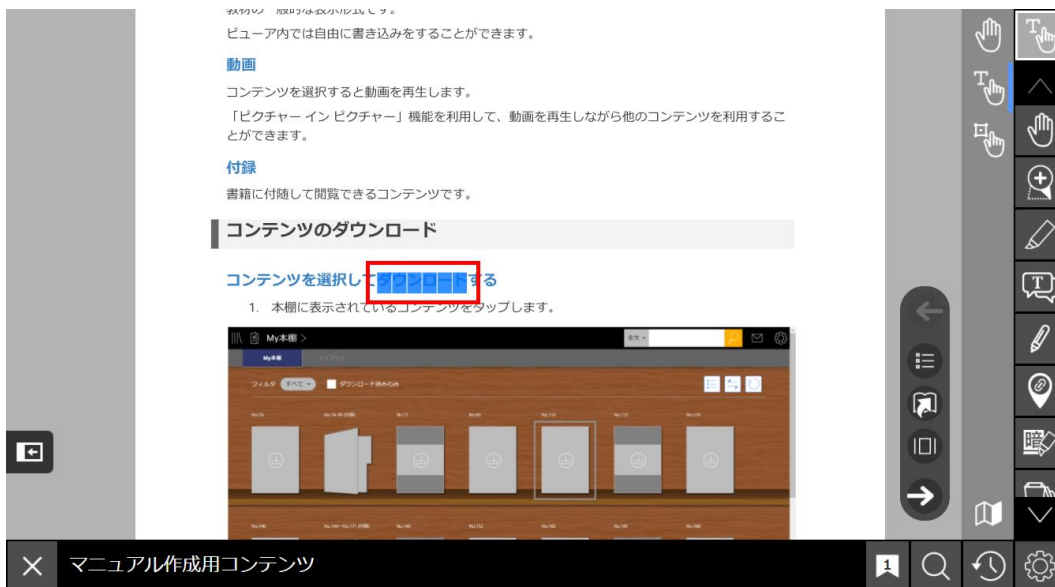 ビューア内では自由に書き込みをすることができます。
動画
コンテンツを選択すると動画を再生します。
「ピクチャー イン ピクチャー」機能を利用して、動画を再生しながら他のコンテンツを利用するこ
とができます。
付録
書籍に付随して閲覧できるコンテンツです。
コンテンツのダウンロード
コンテンツを選択してダウンロードする
1. 本棚に表示されているコンテンツをタップします。
My本棚 >
全文
My本棚
フィルタ すべて ダウンロード済みのみ
マニュアル作成用コンテンツ
1
T
T
T
暗